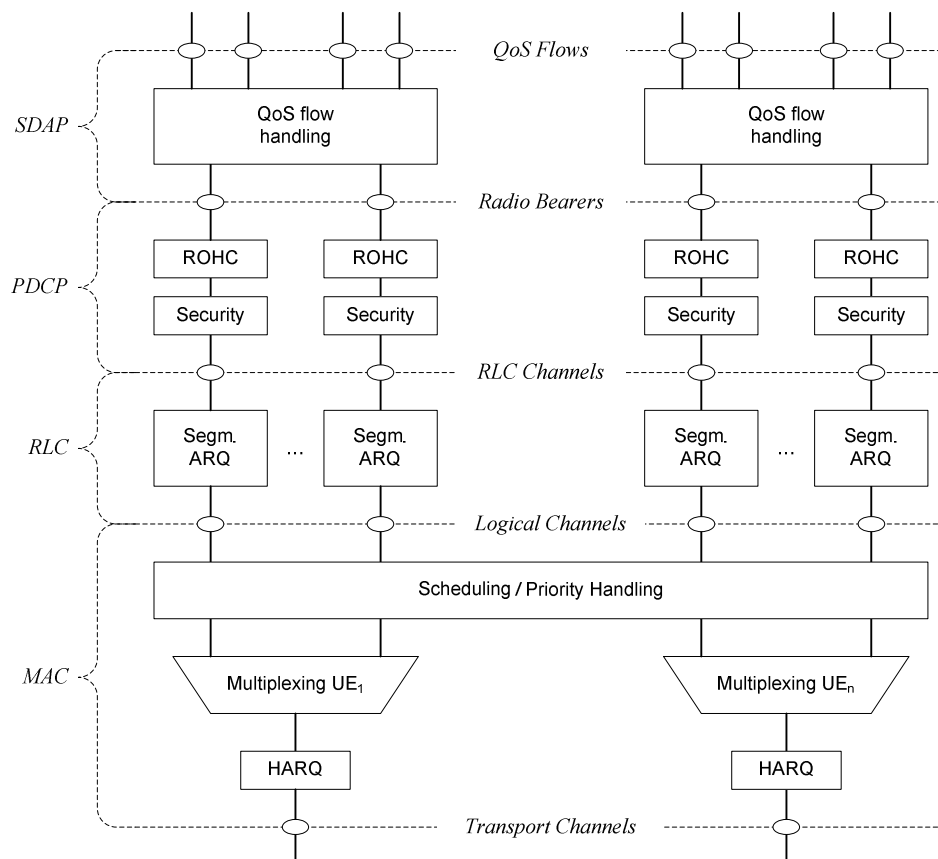 QoS Flows
QoS flow
handling
QoS flow
handling
SDAP
Radio Bearers
ROHC
ROHC
ROHC
ROHC
PDCP
Security
Security
Security
Security
RLC Channels
Segm.
ARQ
...
Segm.
ARQ
Segm.
ARQ
...
Segm.
ARQ
RLC
Logical Channels
Scheduling / Priority Handling
MAC
Multiplexing UE1
Multiplexing UEn
HARQ
HARQ
Transport Channels